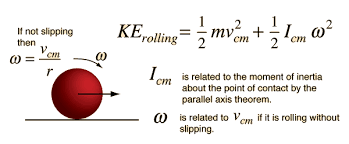 If not slipping
then
ω = v_cm / r
ω
KE_rolling = 1/2 mv²_cm + 1/2 I_cm ω²
I_cm is related to the moment of inertia
about the point of contact by the
parallel axis theorem.
ω is related to v_cm if it is rolling without
slipping.